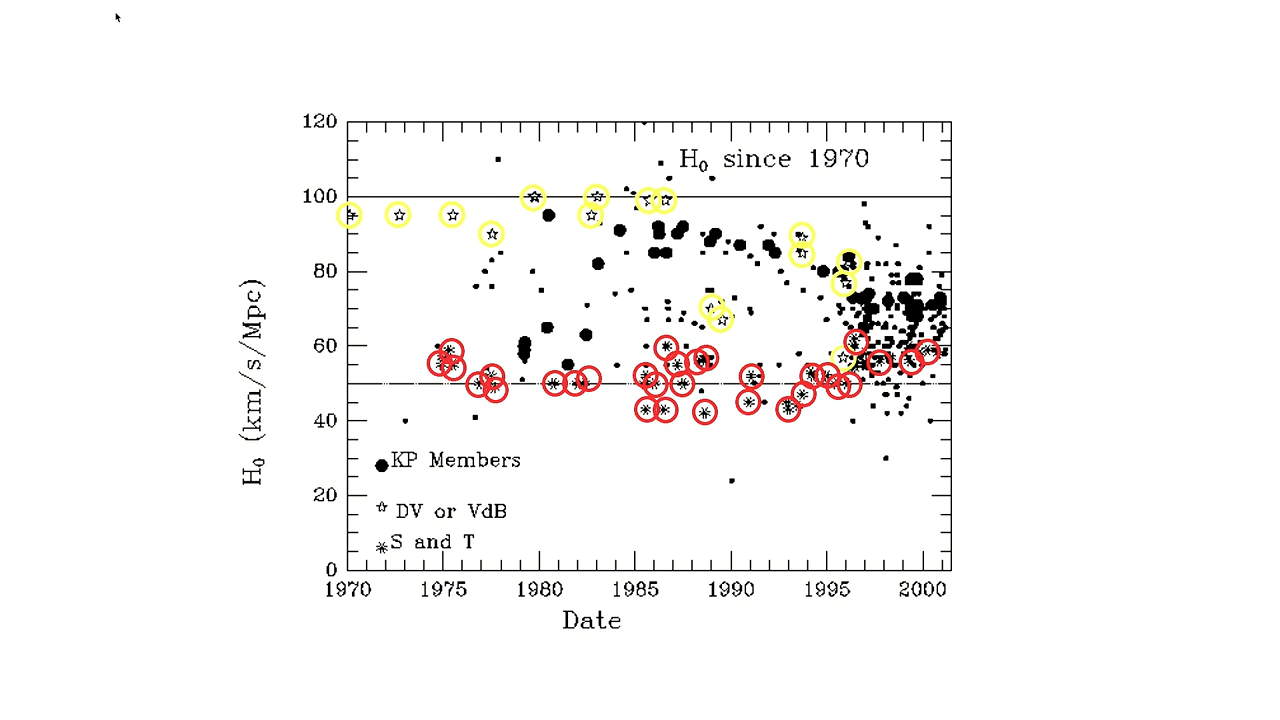 H₀ since 1970
120
100
80
60
40
20
0
H₀ (km/s/Mpc)
KP Members
DV or VdB
S and T
1970 1975 1980 1985 1990 1995 2000
Date